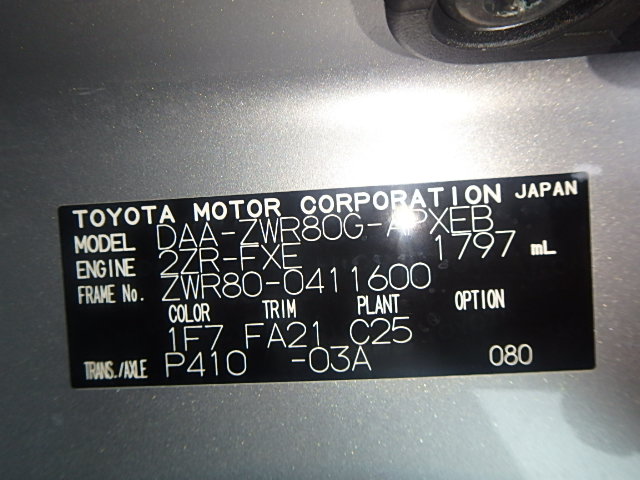 TOYOTA MOTOR CORPORATION JAPAN
MODEL DAA-ZWR80G-APXEB
ENGINE 2ZR-FXE 1797 mL
FRAME No. ZWR80-0411600
COLOR TRIM PLANT OPTION
1F7 FA21 C25
TRANS./AXLE P410 -03A 080